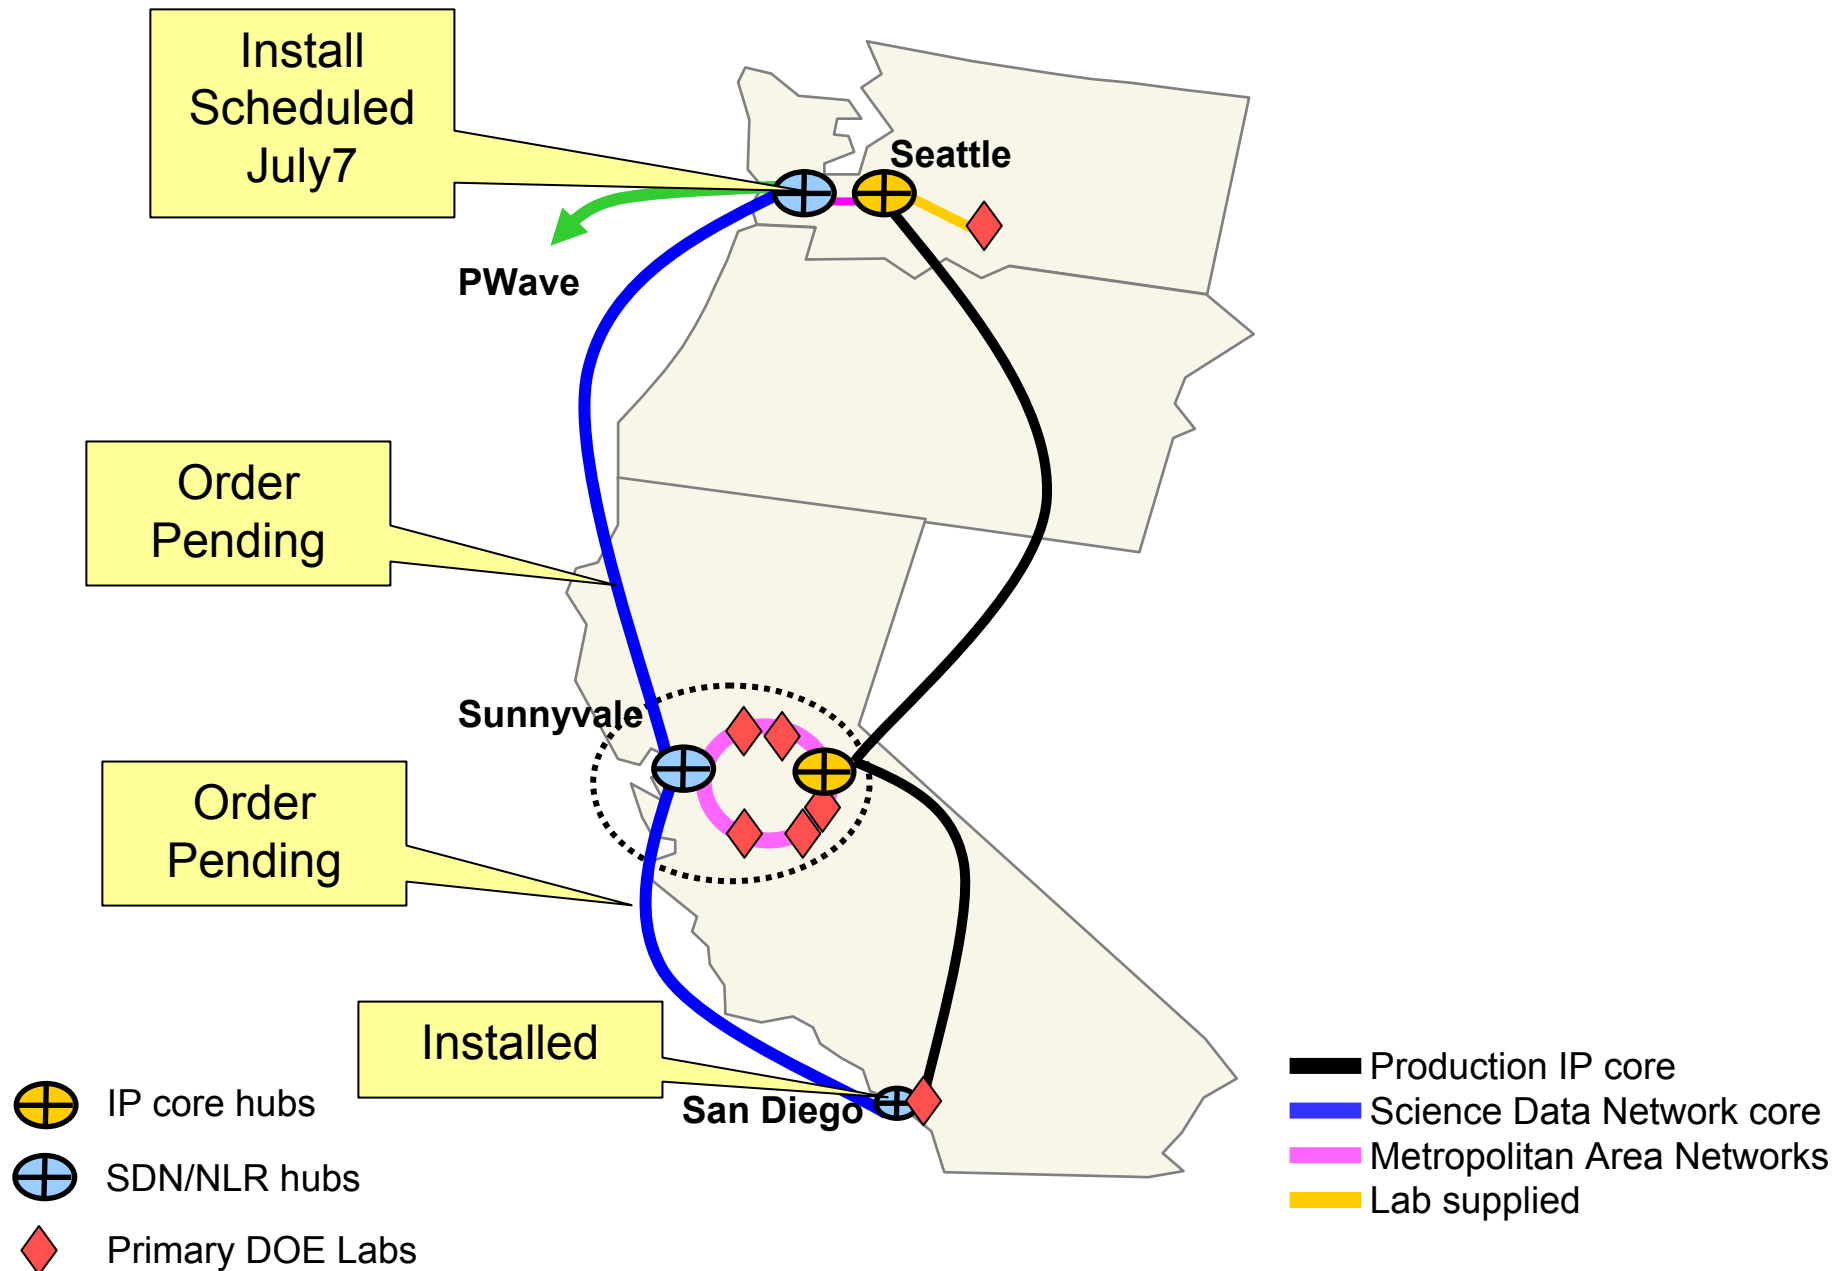 Install
Scheduled
July7
Seattle
PWave
Order
Pending
Sunnyvale
Order
Pending
Installed
San Diego
IP core hubs
SDN/NLR hubs
Primary DOE Labs
Production IP core
Science Data Network core
Metropolitan Area Networks
Lab supplied